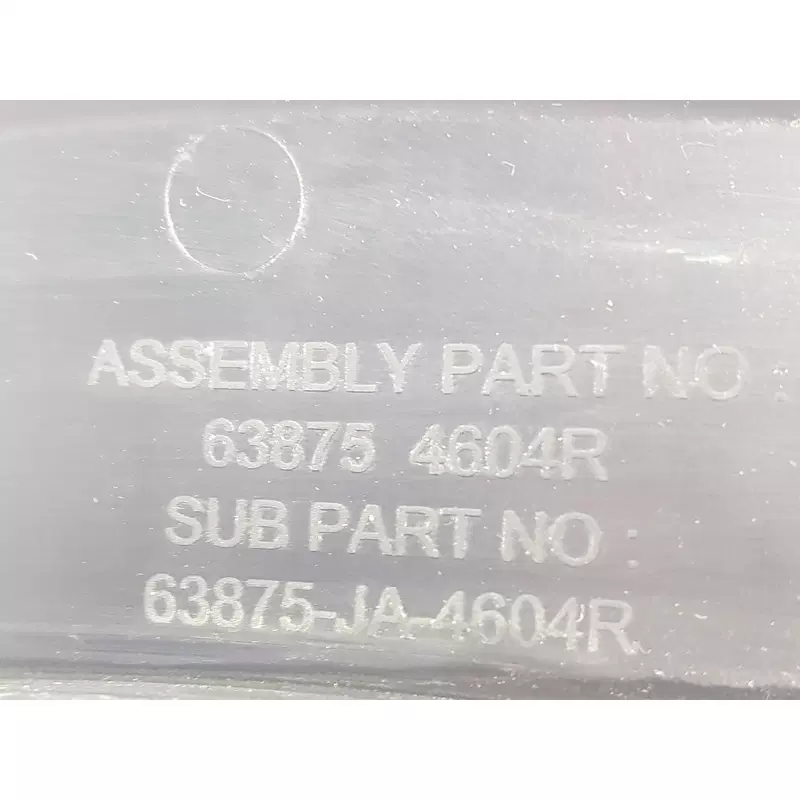 ASSEMBLY PART NO :
63875 4604R
SUB PART NO :
63875-JA-4604R